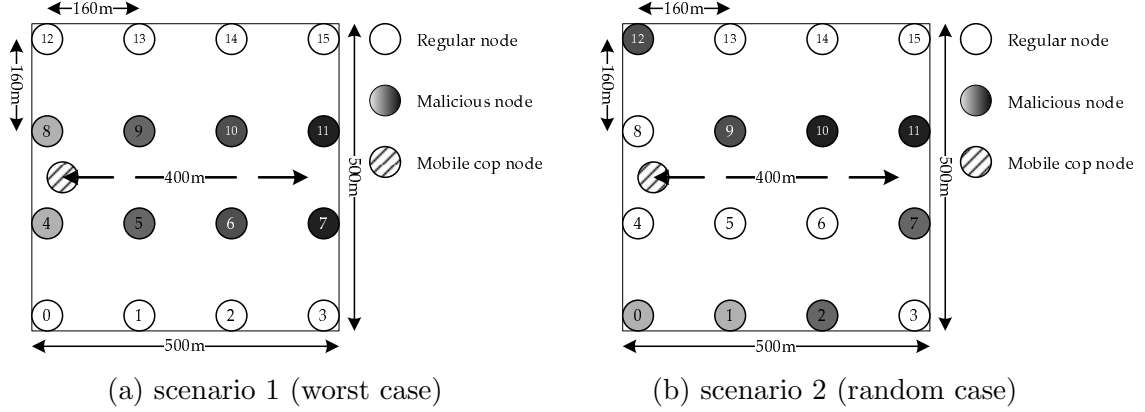 160m
12 13 14 15
160m
8 9 10 11
400m
4 5 6 7
500m
0 1 2 3
500m
Regular node
Malicious node
Mobile cop node
(a) scenario 1 (worst case)
160m
12 13 14 15
160m
8 9 10 11
400m
4 5 6 7
500m
0 1 2 3
500m
Regular node
Malicious node
Mobile cop node
(b) scenario 2 (random case)